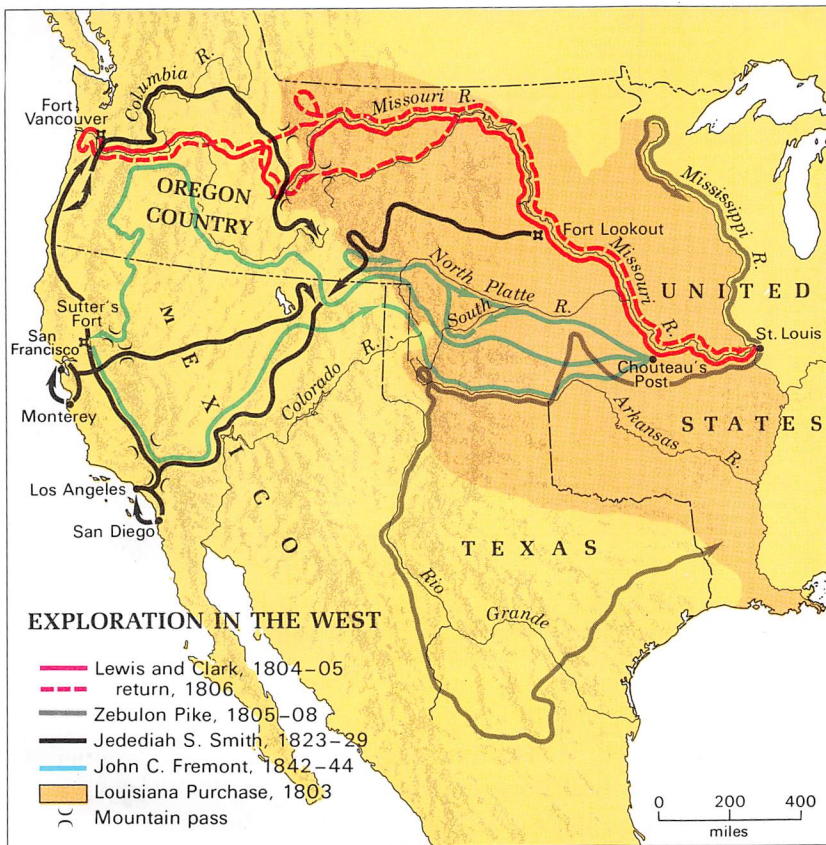 Columbia R.
Fort
Vancouver
Missouri R.
OREGON
COUNTRY
Mississippi R.
Fort Lookout
Missouri R.
North Platte R.
South
UNITED
STATES
MEXICO
Sutter's
Fort
San
Francisco
Monterey
Colorado R.
St. Louis
Chouteau's
Post
Arkansas R.
Los Angeles
San Diego
TEXAS
Rio
Grande
EXPLORATION IN THE WEST
Lewis and Clark, 1804–05
return, 1806
Zebulon Pike, 1805–08
Jedediah S. Smith, 1823–29
John C. Fremont, 1842–44
Louisiana Purchase, 1803
Mountain pass
0 200 400
miles